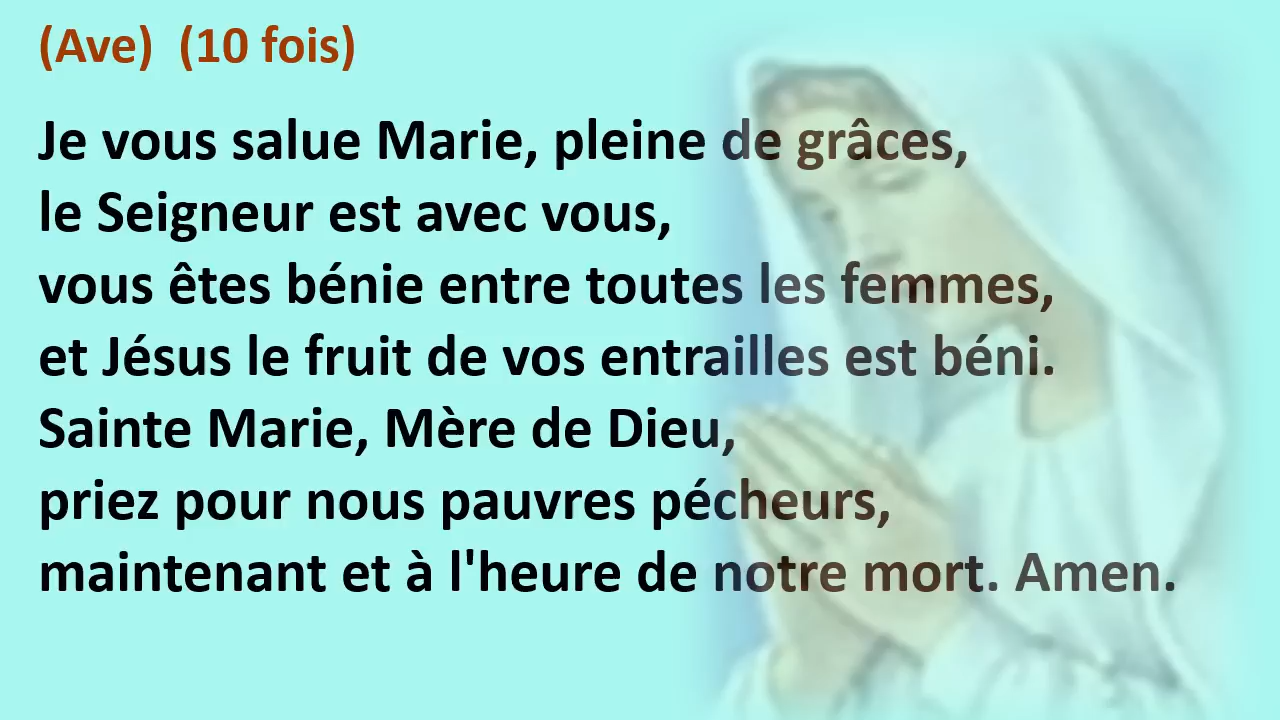 (Ave) (10 fois)
Je vous salue Marie, pleine de grâces,
le Seigneur est avec vous,
vous êtes bénie entre toutes les femmes,
et Jésus le fruit de vos entrailles est béni.
Sainte Marie, Mère de Dieu,
priez pour nous pauvres pécheurs,
maintenant et à l'heure de notre mort. Amen.